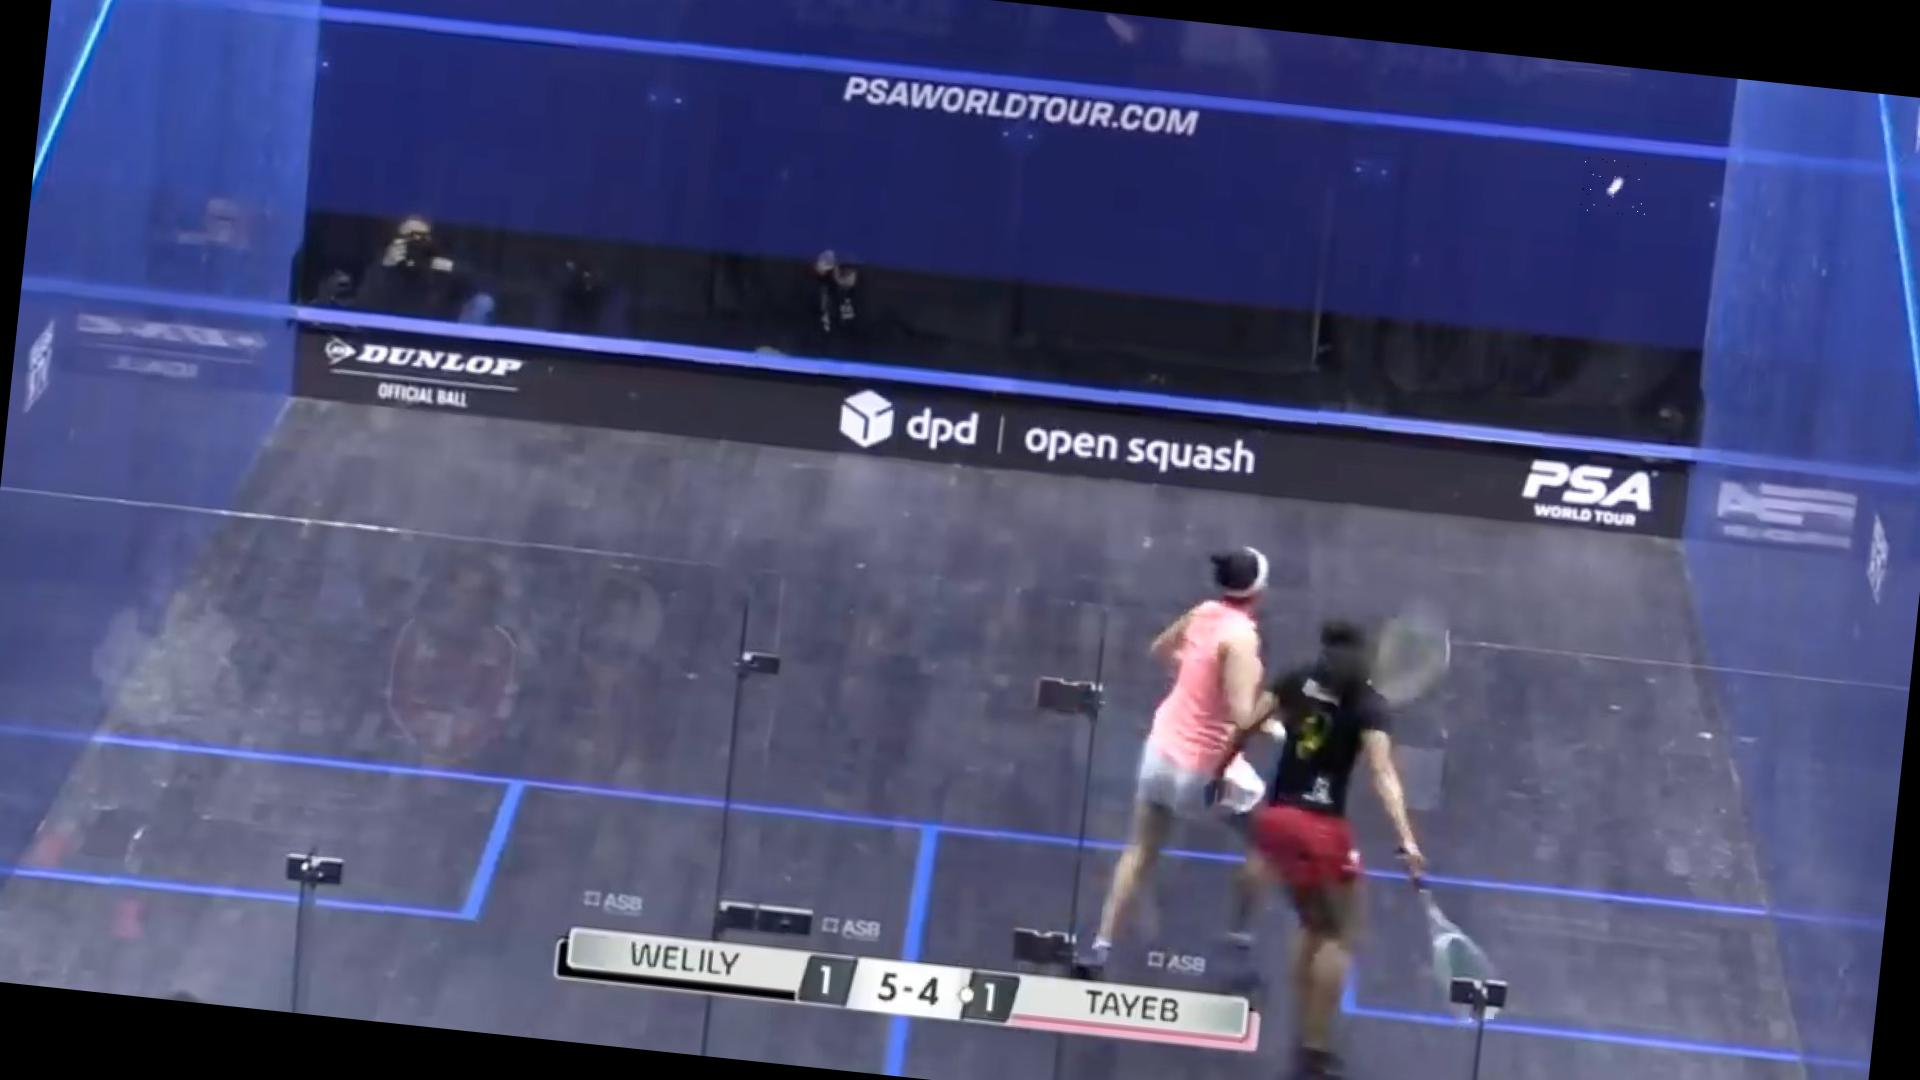 PSAWORLDTOUR.COM
DUNLOP
OFFICIAL BALL
dpd | open squash
PSA
WORLD TOUR
ASB
ASB
ASB
WELILY 1 5-4 1 TAYEB